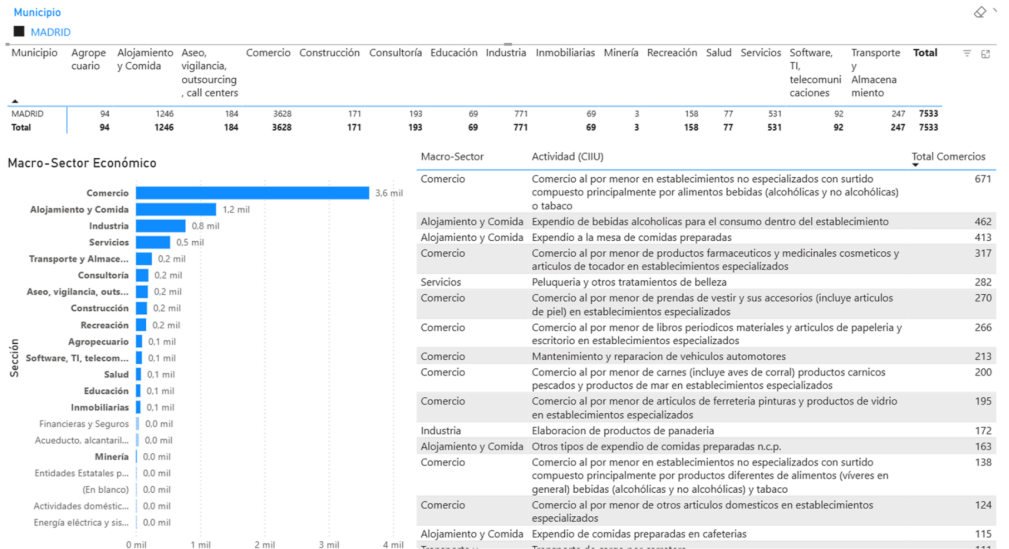 Municipio
MADRID
Municipio Agrope cuario Alojamiento y Comida Aseo, vigilancia, outsourcing, call centers Comercio Construcción Consultoría Educación Industria Inmobiliarias Minería Recreación Salud Servicios Software, TI, telecomuni caciones Transporte y Almacena miento Total
MADRID 94 1246 184 3628 171 193 69 771 69 3 158 77 531 92 247 7533
Total 94 1246 184 3628 171 193 69 771 69 3 158 77 531 92 247 7533
Macro-Sector Económico
Sección
Comercio 3,6 mil
Alojamiento y Comida 1,2 mil
Industria 0,8 mil
Servicios 0,5 mil
Transporte y Almace... 0,2 mil
Consultoría 0,2 mil
Aseo, vigilancia, outs... 0,2 mil
Construcción 0,2 mil
Recreación 0,2 mil
Agropecuario 0,1 mil
Software, TI, telecom... 0,1 mil
Salud 0,1 mil
Educación 0,1 mil
Inmobiliarias 0,1 mil
Financieras y Seguros 0,0 mil
Acueducto, alcantaril... 0,0 mil
Minería 0,0 mil
Entidades Estatales p... 0,0 mil
(En blanco) 0,0 mil
Actividades doméstic... 0,0 mil
Energía eléctrica y sis... 0,0 mil
0 mil 1 mil 2 mil 3 mil 4 mil
Macro-Sector Actividad (CIIU) Total Comercios
Comercio Comercio al por menor en establecimientos no especializados con surtido 671
compuesto principalmente por alimentos bebidas (alcohólicas y no alcohólicas)
o tabaco
Alojamiento y Comida Expendio de bebidas alcoholicas para el consumo dentro del establecimiento 462
Alojamiento y Comida Expendio a la mesa de comidas preparadas 413
Comercio Comercio al por menor de productos farmaceuticos y medicinales cosmeticos y 317
articulos de tocador en establecimientos especializados
Servicios Peluqueria y otros tratamientos de belleza 282
Comercio Comercio al por menor de prendas de vestir y sus accesorios (incluye articulos 270
de piel) en establecimientos especializados
Comercio Comercio al por menor de libros periodicos materiales y articulos de papeleria y 266
escritorio en establecimientos especializados
Comercio Mantenimiento y reparacion de vehiculos automotores 213
Comercio Comercio al por menor de carnes (incluye aves de corral) productos carnicos 200
pescados y productos de mar en establecimientos especializados
Comercio Comercio al por menor de articulos de ferreteria pinturas y productos de vidrio 195
en establecimientos especializados
Industria Elaboracion de productos de panaderia 172
Alojamiento y Comida Otros tipos de expendio de comidas preparadas n.c.p. 163
Comercio Comercio al por menor en establecimientos no especializados con surtido 138
compuesto principalmente por productos diferentes de alimentos (víveres en
general) bebidas (alcohólicas y no alcohólicas) y tabaco
Comercio Comercio al por menor de otros articulos domesticos en establecimientos 124
especializados
Alojamiento y Comida Expendio de comidas preparadas en cafeterias 115